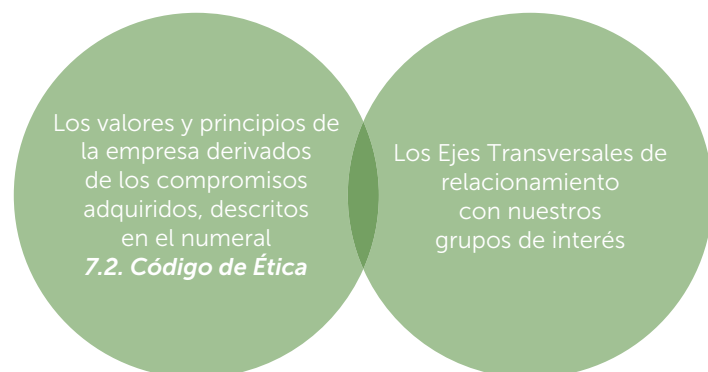 Los valores y principios de
la empresa derivados
de los compromisos
adquiridos, descritos
en el numeral
7.2. Código de Ética
Los Ejes Transversales de
relacionamiento
con nuestros
grupos de interés